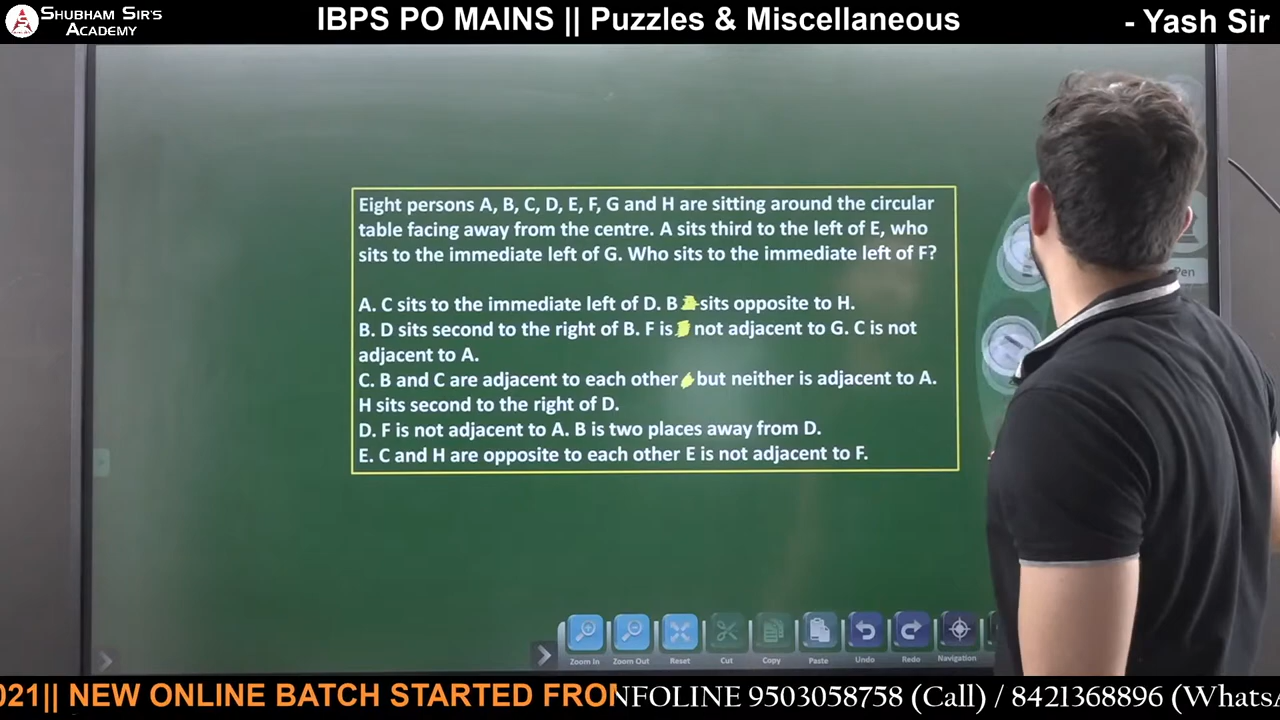 SHUBHAM SIR'S
ACADEMY
IBPS PO MAINS || Puzzles & Miscellaneous
- Yash Sir
Eight persons A, B, C, D, E, F, G and H are sitting around the circular
table facing away from the centre. A sits third to the left of E, who
sits to the immediate left of G. Who sits to the immediate left of F?
A. C sits to the immediate left of D. B sits opposite to H.
B. D sits second to the right of B. F is not adjacent to G. C is not
adjacent to A.
C. B and C are adjacent to each other but neither is adjacent to A.
H sits second to the right of D.
D. F is not adjacent to A. B is two places away from D.
E. C and H are opposite to each other E is not adjacent to F.
Pen
Zoom In Zoom Out Reset Cut Copy Paste Undo Redo Navigation
021|| NEW ONLINE BATCH STARTED FRO
NFOLINE 9503058758 (Call) / 8421368896 (Whats